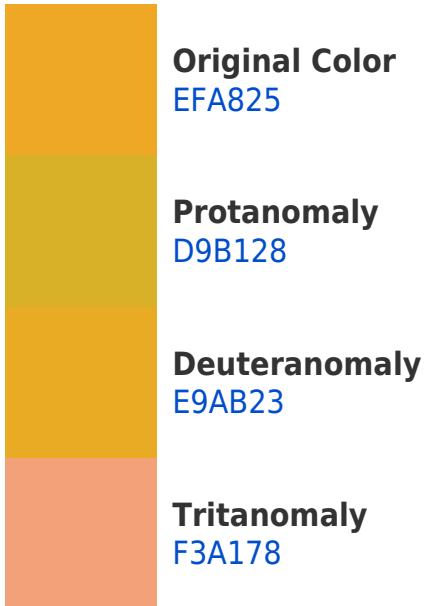 Original Color
EFA825
Protanomaly
D9B128
Deuteranomaly
E9AB23
Tritanomaly
F3A178